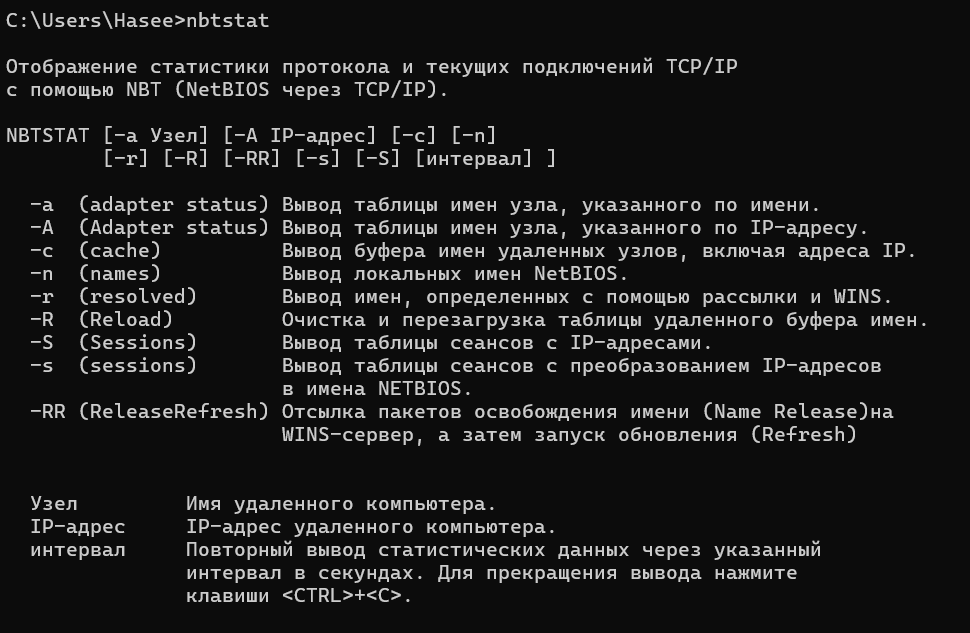 C:\Users\Hasee>nbtstat
Отображение статистики протокола и текущих подключений TCP/IP
с помощью NBT (NetBIOS через TCP/IP).
NBTSTAT [-a Узел] [-A IP-адрес] [-c] [-n]
[-r] [-R] [-RR] [-s] [-S] [интервал] ]
-a (adapter status) Вывод таблицы имен узла, указанного по имени.
-A (Adapter status) Вывод таблицы имен узла, указанного по IP-адресу.
-c (cache) Вывод буфера имен удаленных узлов, включая адреса IP.
-n (names) Вывод локальных имен NetBIOS.
-r (resolved) Вывод имен, определенных с помощью рассылки и WINS.
-R (Reload) Очистка и перезагрузка таблицы удаленного буфера имен.
-S (Sessions) Вывод таблицы сеансов с IP-адресами.
-s (sessions) Вывод таблицы сеансов с преобразованием IP-адресов
в имена NETBIOS.
-RR (ReleaseRefresh) Отсылка пакетов освобождения имени (Name Release)на
WINS-сервер, а затем запуск обновления (Refresh)
Узел Имя удаленного компьютера.
IP-адрес IP-адрес удаленного компьютера.
интервал Повторный вывод статистических данных через указанный
интервал в секундах. Для прекращения вывода нажмите
клавиши <CTRL>+<C>.